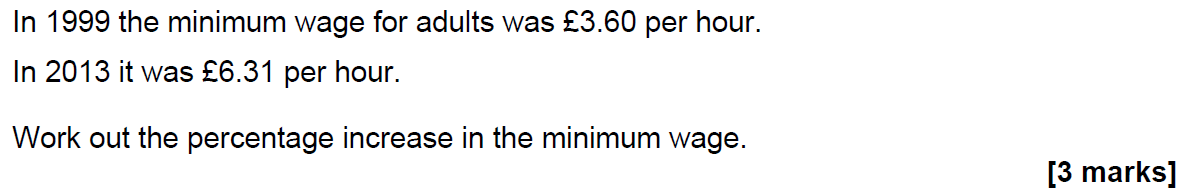 In 1999 the minimum wage for adults was £3.60 per hour.
In 2013 it was £6.31 per hour.
Work out the percentage increase in the minimum wage.
[3 marks]